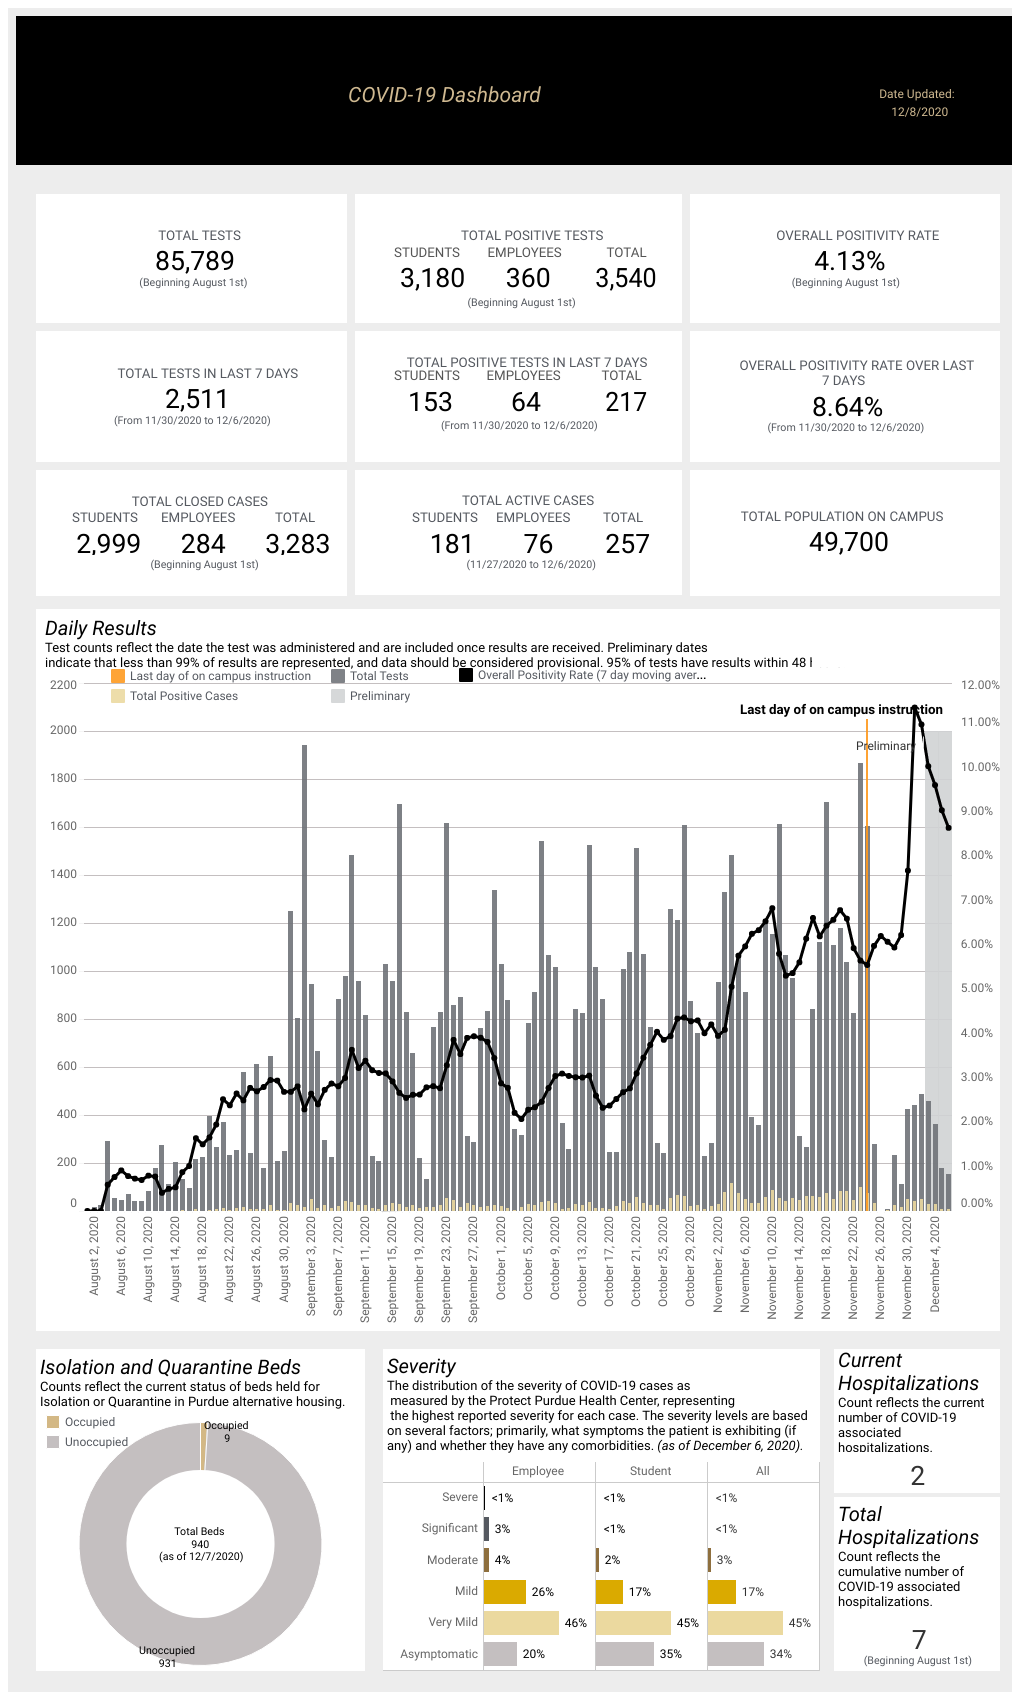 COVID-19 Dashboard
Date Updated:
12/8/2020
TOTAL TESTS
85,789
(Beginning August 1st)
TOTAL POSITIVE TESTS
STUDENTS EMPLOYEES TOTAL
3,180 360 3,540
(Beginning August 1st)
OVERALL POSITIVITY RATE
4.13%
(Beginning August 1st)
TOTAL TESTS IN LAST 7 DAYS
2,511
(From 11/30/2020 to 12/6/2020)
TOTAL POSITIVE TESTS IN LAST 7 DAYS
STUDENTS EMPLOYEES TOTAL
153 64 217
(From 11/30/2020 to 12/6/2020)
OVERALL POSITIVITY RATE OVER LAST
7 DAYS
8.64%
(From 11/30/2020 to 12/6/2020)
TOTAL CLOSED CASES
STUDENTS EMPLOYEES TOTAL
2,999 284 3,283
(Beginning August 1st)
TOTAL ACTIVE CASES
STUDENTS EMPLOYEES TOTAL
181 76 257
(11/27/2020 to 12/6/2020)
TOTAL POPULATION ON CAMPUS
49,700
Daily Results
Test counts reflect the date the test was administered and are included once results are received. Preliminary dates
indicate that less than 99% of results are represented, and data should be considered provisional. 95% of tests have results within 48
Last day of on campus instruction Total Tests Overall Positivity Rate (7 day moving aver...
Total Positive Cases Preliminary
Last day of on campus instruction
Preliminary
2200
2000
1800
1600
1400
1200
1000
800
600
400
200
0
12.00%
11.00%
10.00%
9.00%
8.00%
7.00%
6.00%
5.00%
4.00%
3.00%
2.00%
1.00%
0.00%
August 2, 2020
August 6, 2020
August 10, 2020
August 14, 2020
August 18, 2020
August 22, 2020
August 26, 2020
August 30, 2020
September 3, 2020
September 7, 2020
September 11, 2020
September 15, 2020
September 19, 2020
September 23, 2020
September 27, 2020
October 1, 2020
October 5, 2020
October 9, 2020
October 13, 2020
October 17, 2020
October 21, 2020
October 25, 2020
October 29, 2020
November 2, 2020
November 6, 2020
November 10, 2020
November 14, 2020
November 18, 2020
November 22, 2020
November 26, 2020
November 30, 2020
December 4, 2020
Isolation and Quarantine Beds
Counts reflect the current status of beds held for
Isolation or Quarantine in Purdue alternative housing.
Occupied
Unoccupied
Occupied
9
Total Beds
940
(as of 12/7/2020)
Unoccupied
931
Severity
The distribution of the severity of COVID-19 cases as
measured by the Protect Purdue Health Center, representing
the highest reported severity for each case. The severity levels are based
on several factors; primarily, what symptoms the patient is exhibiting (if
any) and whether they have any comorbidities. (as of December 6, 2020).
Employee Student All
Severe <1% <1% <1%
Significant 3% <1% <1%
Moderate 4% 2% 3%
Mild 26% 17% 17%
Very Mild 46% 45% 45%
Asymptomatic 20% 35% 34%
Current
Hospitalizations
Count reflects the current
number of COVID-19
associated
hospitalizations.
2
Total
Hospitalizations
Count reflects the
cumulative number of
COVID-19 associated
hospitalizations.
7
(Beginning August 1st)